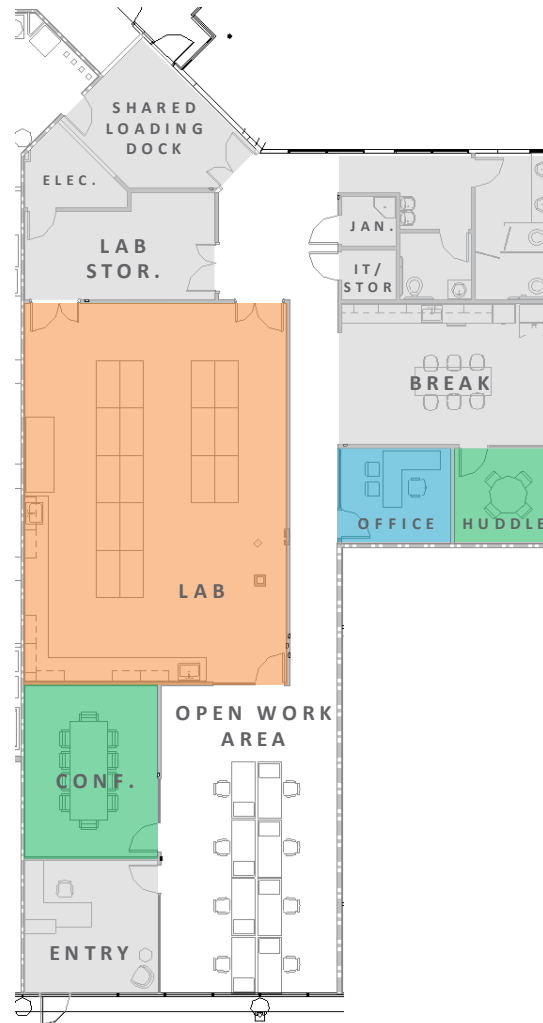 SHARED
LOADING
DOCK
ELEC.
LAB
STOR.
JAN.
IT/
STOR
BREAK
OFFICE
HUDDLE
LAB
OPEN WORK
AREA
CONF.
ENTRY